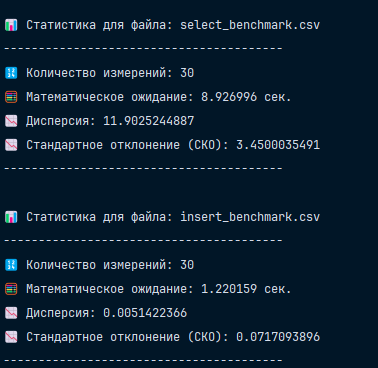 📊 Статистика для файла: select_benchmark.csv
----------------------------------------
🔢 Количество измерений: 30
🧮 Математическое ожидание: 8.926996 сек.
📉 Дисперсия: 11.9025244887
📉 Стандартное отклонение (СКО): 3.4500035491
----------------------------------------
📊 Статистика для файла: insert_benchmark.csv
----------------------------------------
🔢 Количество измерений: 30
🧮 Математическое ожидание: 1.220159 сек.
📉 Дисперсия: 0.0051422366
📉 Стандартное отклонение (СКО): 0.0717093896
----------------------------------------